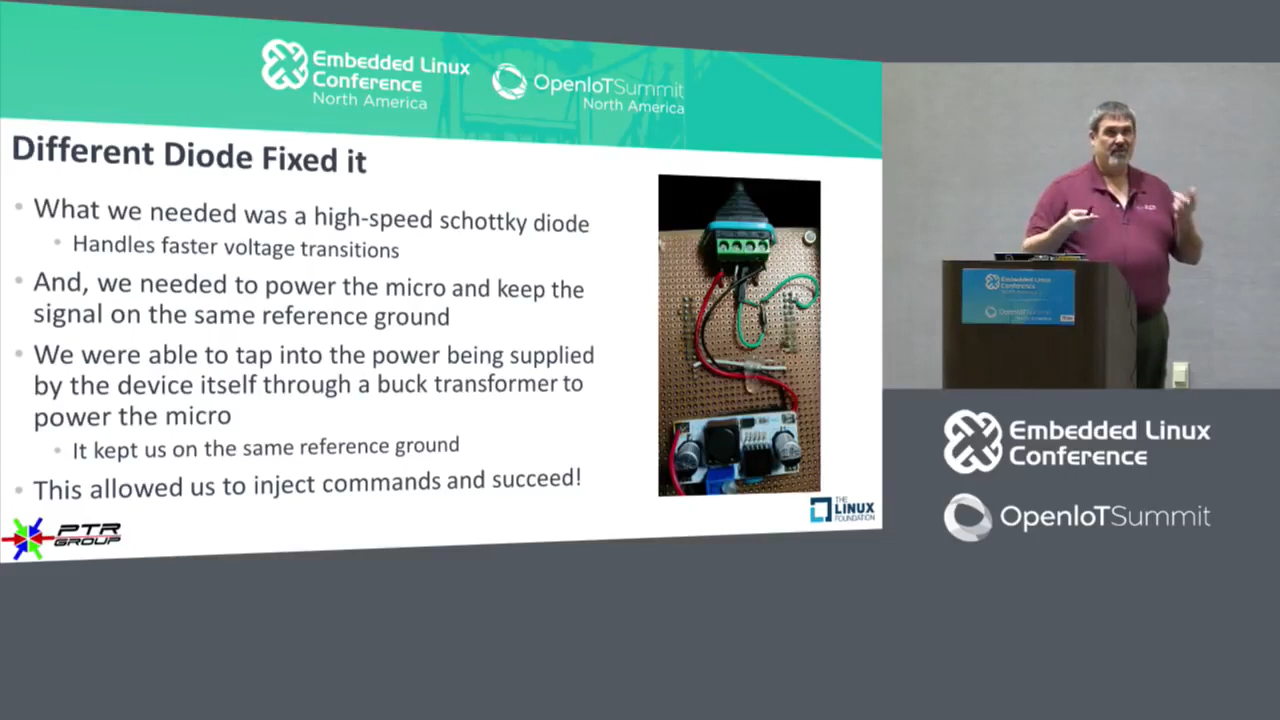 Embedded Linux
Conference
North America
OpenIoTSummit
North America
Different Diode Fixed it
• What we needed was a high-speed schottky diode
• Handles faster voltage transitions
• And, we needed to power the micro and keep the
signal on the same reference ground
• We were able to tap into the power being supplied
by the device itself through a buck transformer to
power the micro
• It kept us on the same reference ground
• This allowed us to inject commands and succeed!
PTR
GROUP
THE
LINUX
FOUNDATION
Embedded Linux
Conference
OpenIoTSummit
Embedded Linux
Conference
OpenIoTSummit